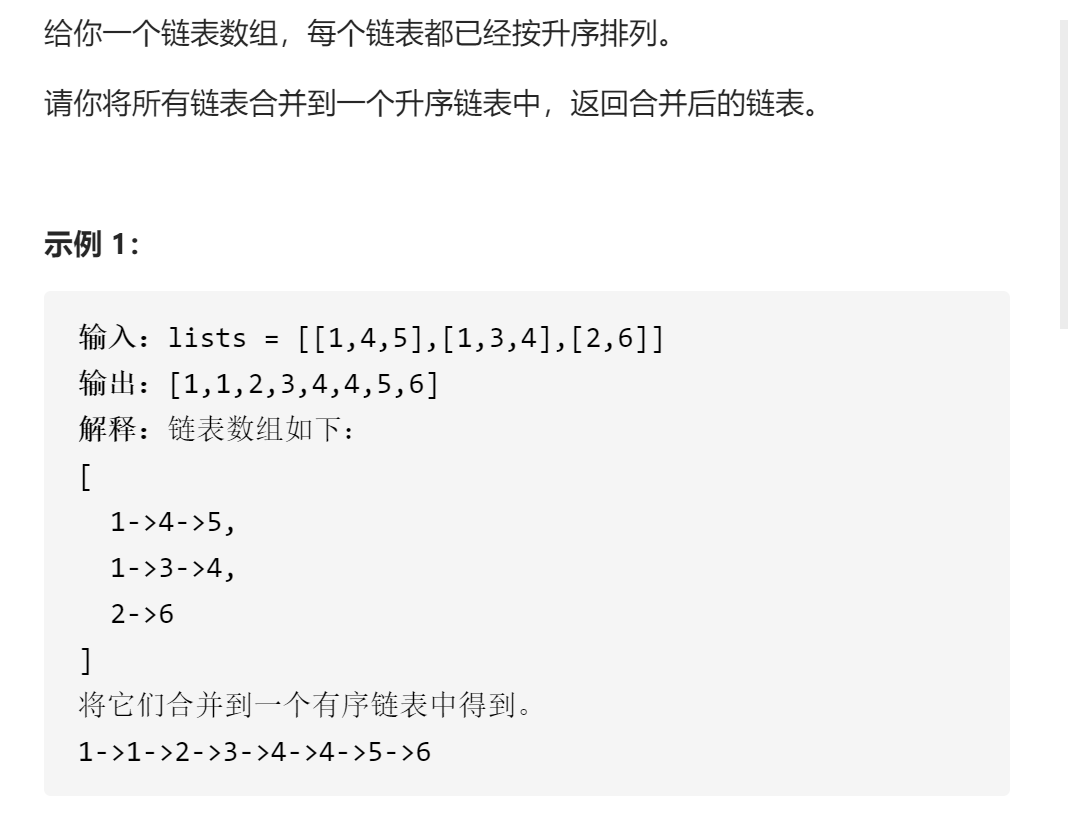 给你一个链表数组，每个链表都已经按升序排列。
请你将所有链表合并到一个升序链表中，返回合并后的链表。
示例 1：
输入：lists = [[1,4,5],[1,3,4],[2,6]]
输出：[1,1,2,3,4,4,5,6]
解释：链表数组如下：
[
  1->4->5,
  1->3->4,
  2->6
]
将它们合并到一个有序链表中得到。
1->1->2->3->4->4->5->6